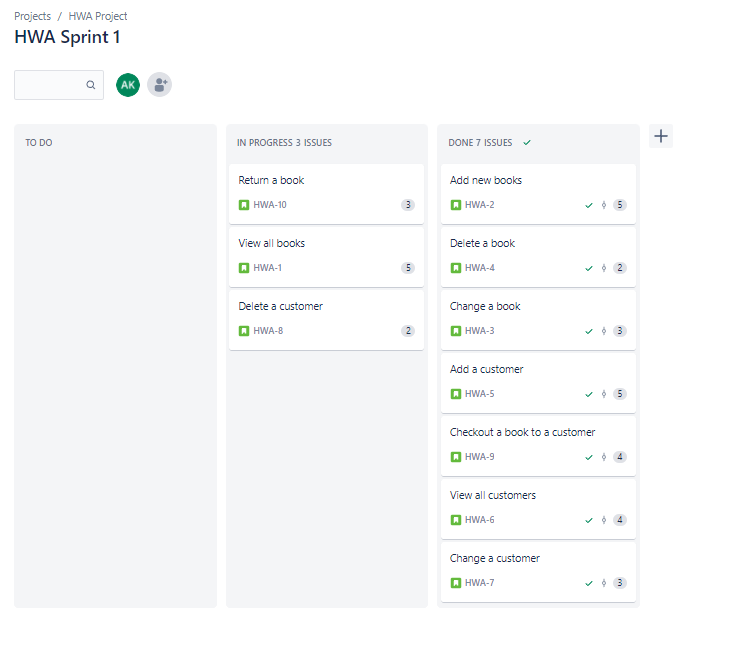 Projects / HWA Project
HWA Sprint 1
AK
TO DO
IN PROGRESS 3 ISSUES
Return a book
HWA-10 3
View all books
HWA-1 5
Delete a customer
HWA-8 2
DONE 7 ISSUES
Add new books
HWA-2 5
Delete a book
HWA-4 2
Change a book
HWA-3 3
Add a customer
HWA-5 5
Checkout a book to a customer
HWA-9 4
View all customers
HWA-6 4
Change a customer
HWA-7 3